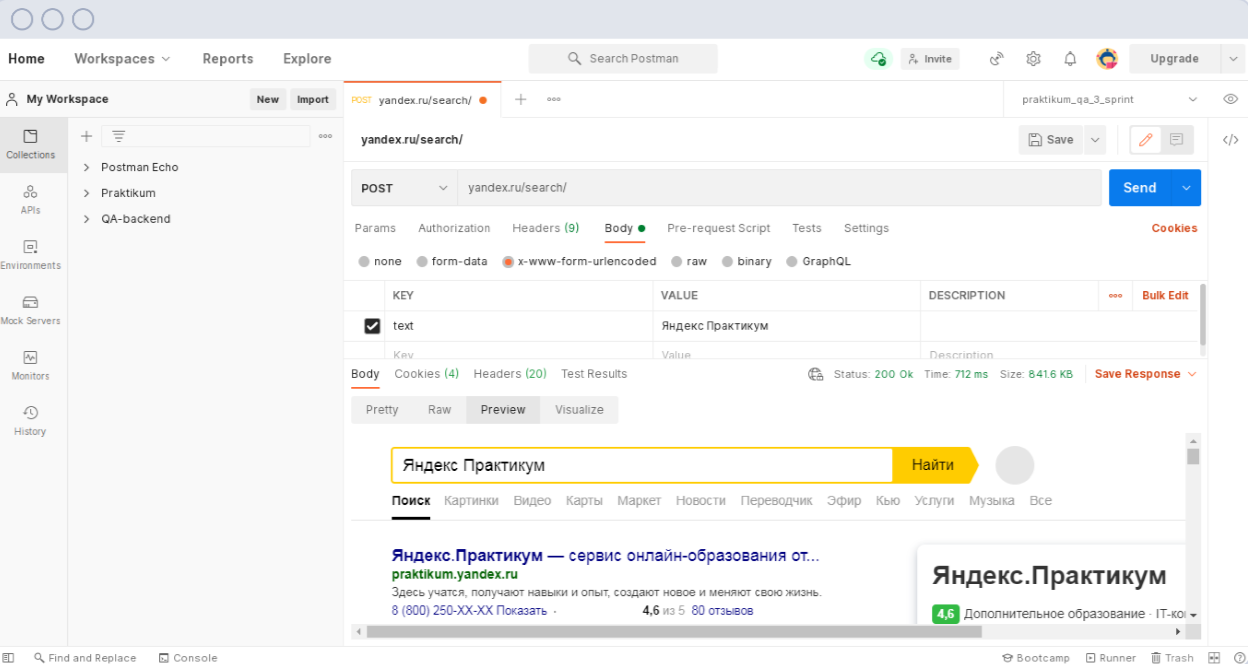 Home Workspaces Reports Explore Search Postman Invite Upgrade
My Workspace New Import POST yandex.ru/search/ praktikum_qa_3_sprint
Collections
APIs
Environments
Mock Servers
Monitors
History
Postman Echo
Praktikum
QA-backend
yandex.ru/search/ Save
POST yandex.ru/search/ Send
Params Authorization Headers (9) Body Pre-request Script Tests Settings Cookies
none form-data x-www-form-urlencoded raw binary GraphQL
KEY VALUE DESCRIPTION Bulk Edit
text Яндекс Практикум
Key Value Description
Body Cookies (4) Headers (20) Test Results Status: 200 Ok Time: 712 ms Size: 841.6 KB Save Response
Pretty Raw Preview Visualize
Яндекс Практикум Найти
Поиск Картинки Видео Карты Маркет Новости Переводчик Эфир Кью Услуги Музыка Все
Яндекс.Практикум — сервис онлайн-образования от...
praktikum.yandex.ru
Здесь учатся, получают навыки и опыт, создают новое и меняют свою жизнь.
8 (800) 250-XX-XX Показать · 4,6 из 5 80 отзывов
Яндекс.Практикум
4,6 Дополнительное образование · IT-ко
Find and Replace Console Bootcamp Runner Trash